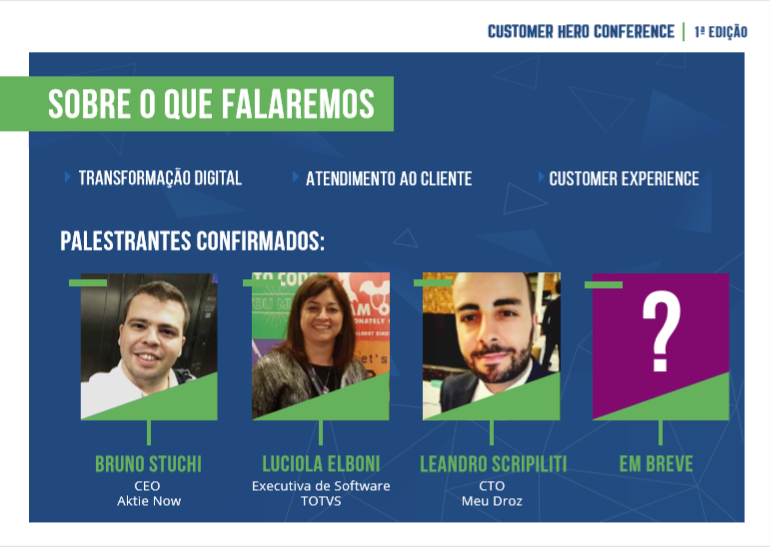 CUSTOMER HERO CONFERENCE | 1ª EDIÇÃO
SOBRE O QUE FALAREMOS
TRANSFORMAÇÃO DIGITAL
ATENDIMENTO AO CLIENTE
CUSTOMER EXPERIENCE
PALESTRANTES CONFIRMADOS:
?
BRUNO STUCHI
CEO
Aktie Now
LUCIOLA ELBONI
Executiva de Software
TOTVS
LEANDRO SCRIPILITI
CTO
Meu Droz
EM BREVE